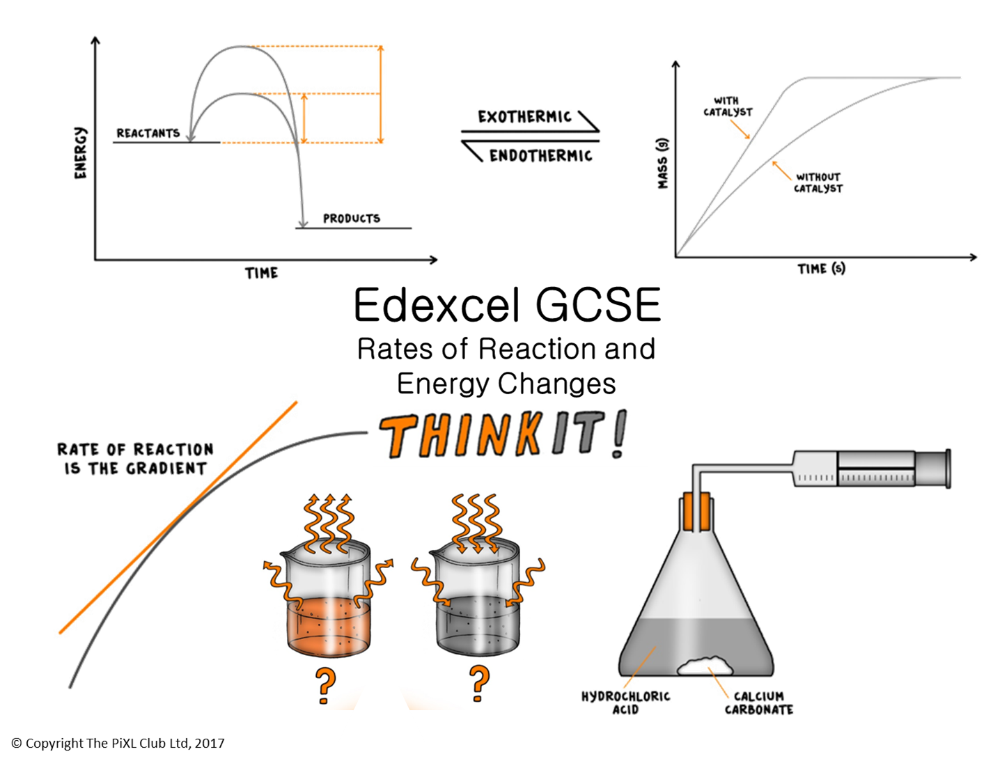 ENERGY
REACTANTS
PRODUCTS
TIME
EXOTHERMIC
ENDOTHERMIC
MASS (g)
WITH
CATALYST
WITHOUT
CATALYST
TIME (s)
Edexcel GCSE
Rates of Reaction and
Energy Changes
THINK IT!
RATE OF REACTION
IS THE GRADIENT
?
?
HYDROCHLORIC
ACID
CALCIUM
CARBONATE
© Copyright The PiXL Club Ltd, 2017